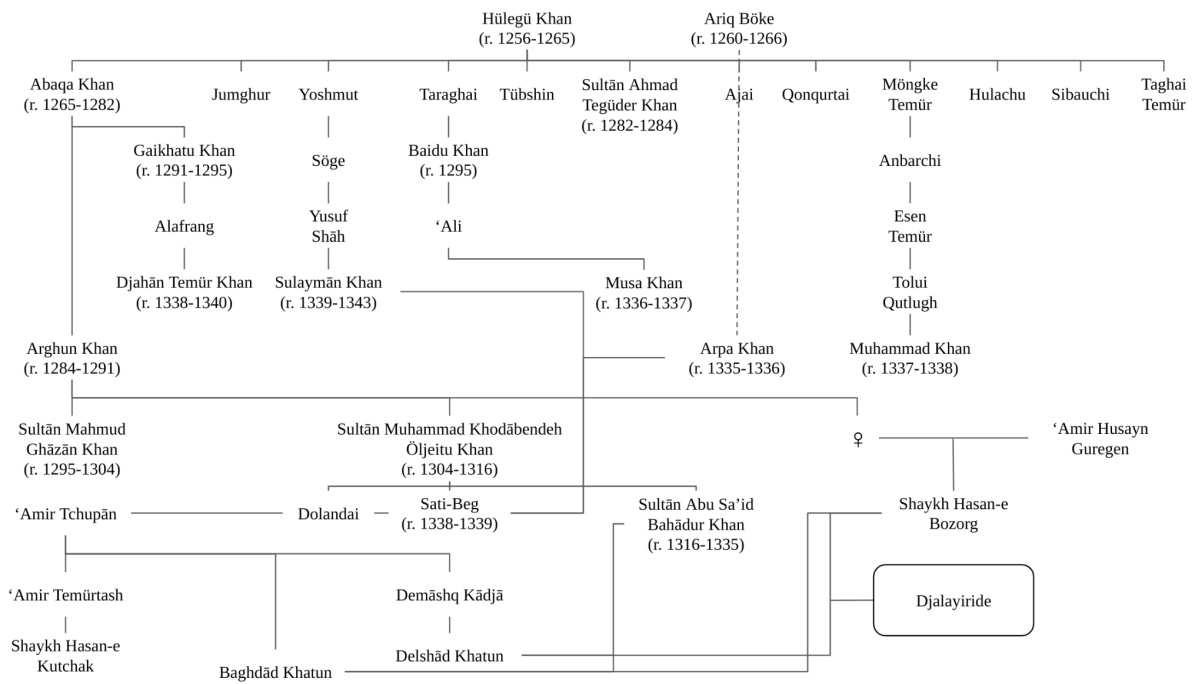 Hülegü Khan
(r. 1256-1265)
Ariq Böke
(r. 1260-1266)
Abaqa Khan
(r. 1265-1282)
Jumghur
Yoshmut
Taraghai
Tübshin
Sultān Ahmad
Tegüder Khan
(r. 1282-1284)
Ajai
Qonqurtai
Möngke
Temür
Hulachu
Sibauchi
Taghai
Temür
Gaikhatu Khan
(r. 1291-1295)
Söge
Baidu Khan
(r. 1295)
Anbarchi
Alafrang
Yusuf
Shāh
‘Ali
Esen
Temür
Djahān Temür Khan
(r. 1338-1340)
Sulaymān Khan
(r. 1339-1343)
Musa Khan
(r. 1336-1337)
Tolui
Qutlugh
Arghun Khan
(r. 1284-1291)
Arpa Khan
(r. 1335-1336)
Muhammad Khan
(r. 1337-1338)
Sultān Mahmud
Ghāzān Khan
(r. 1295-1304)
Sultān Muhammad Khodābendeh
Öljeitu Khan
(r. 1304-1316)
♀
‘Amir Husayn
Guregen
‘Amir Tchupān
Dolandai
Sati-Beg
(r. 1338-1339)
Sultān Abu Sa’id
Bahādur Khan
(r. 1316-1335)
Shaykh Hasan-e
Bozorg
‘Amir Temürtash
Demāshq Kādjā
Djalayiride
Shaykh Hasan-e
Kutchak
Baghdād Khatun
Delshād Khatun